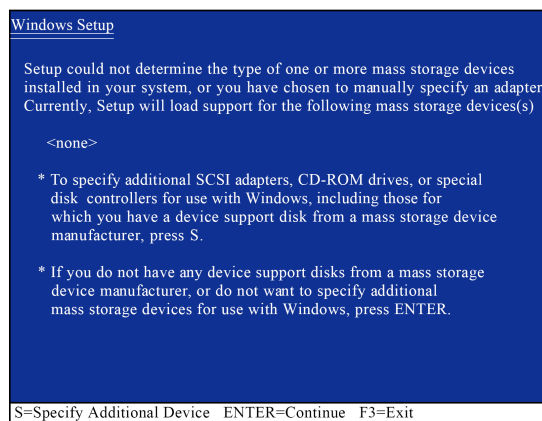 Windows Setup
Setup could not determine the type of one or more mass storage devices
installed in your system, or you have chosen to manually specify an adapter
Currently, Setup will load support for the following mass storage devices(s)
<none>
* To specify additional SCSI adapters, CD-ROM drives, or special
disk controllers for use with Windows, including those for
which you have a device support disk from a mass storage device
manufacturer, press S.
* If you do not have any device support disks from a mass storage
device manufacturer, or do not want to specify additional
mass storage devices for use with Windows, press ENTER.
S=Specify Additional Device ENTER=Continue F3=Exit